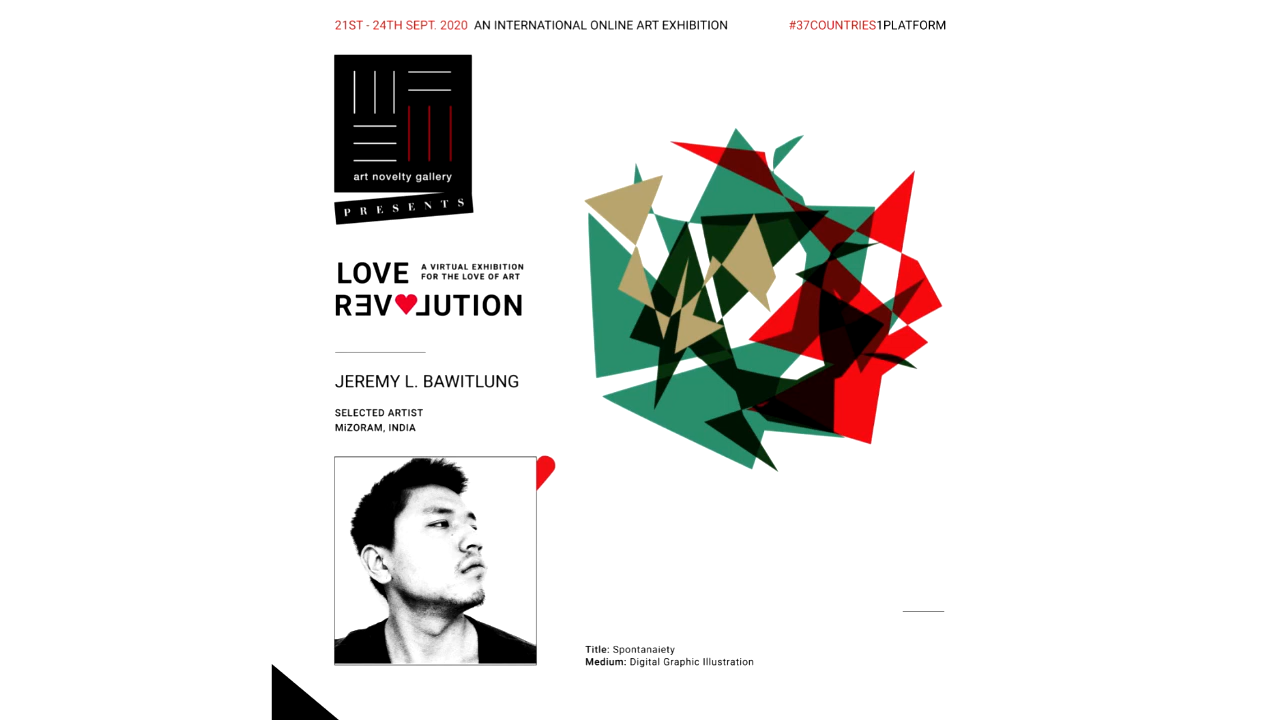 21ST - 24TH SEPT. 2020 AN INTERNATIONAL ONLINE ART EXHIBITION
#37COUNTRIES1PLATFORM
art novelty gallery
PRESENTS
LOVE
A VIRTUAL EXHIBITION
FOR THE LOVE OF ART
REV♥LUTION
JEREMY L. BAWITLUNG
SELECTED ARTIST
MiZORAM, INDIA
Title: Spontanaiety
Medium: Digital Graphic Illustration